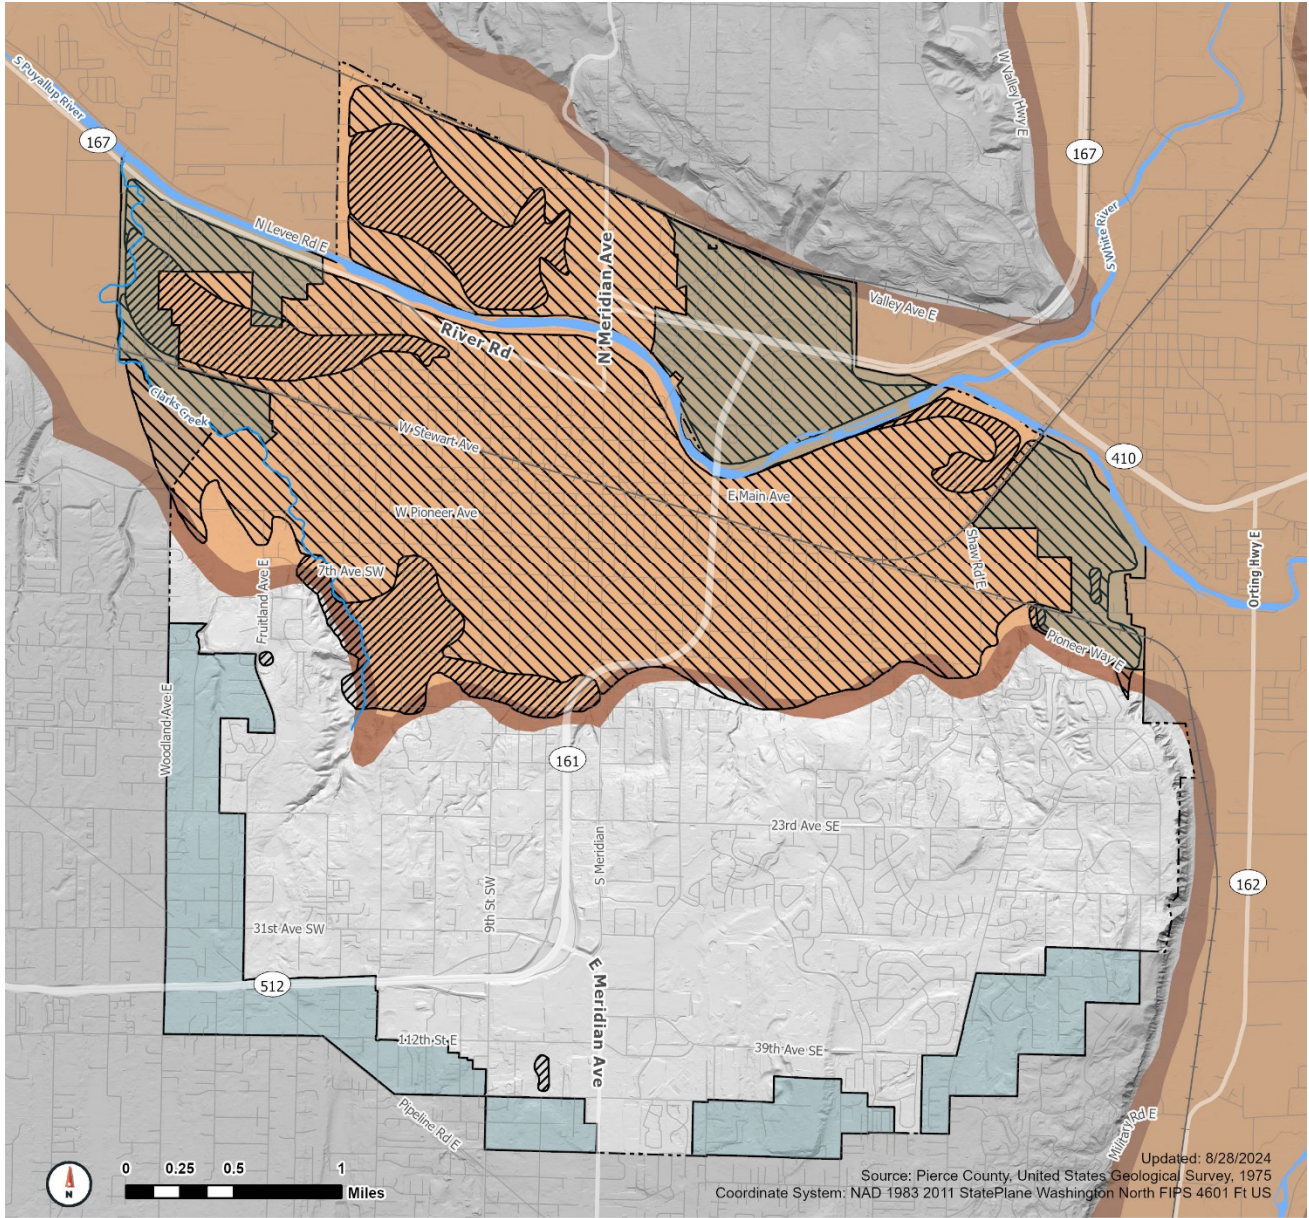 S Puyallup River
167
W Valley Hwy E
167
S White River
N Levee Rd E
N Meridian Ave
Valley Ave E
River Rd
Clarks Creek
W Stewart Ave
410
E Main Ave
W Pioneer Ave
Shaw Rd E
Orting Hwy E
7th Ave SW
Fruitland Ave E
Pioneer Way E
Woodland Ave E
161
23rd Ave SE
S Meridian
162
9th St SW
31st Ave SW
512
E Meridian Ave
112th St E
39th Ave SE
Pipeline Rd E
Military Rd E
N
0 0.25 0.5 1
Miles
Updated: 8/28/2024
Source: Pierce County, United States Geological Survey, 1975
Coordinate System: NAD 1983 2011 StatePlane Washington North FIPS 4601 Ft US